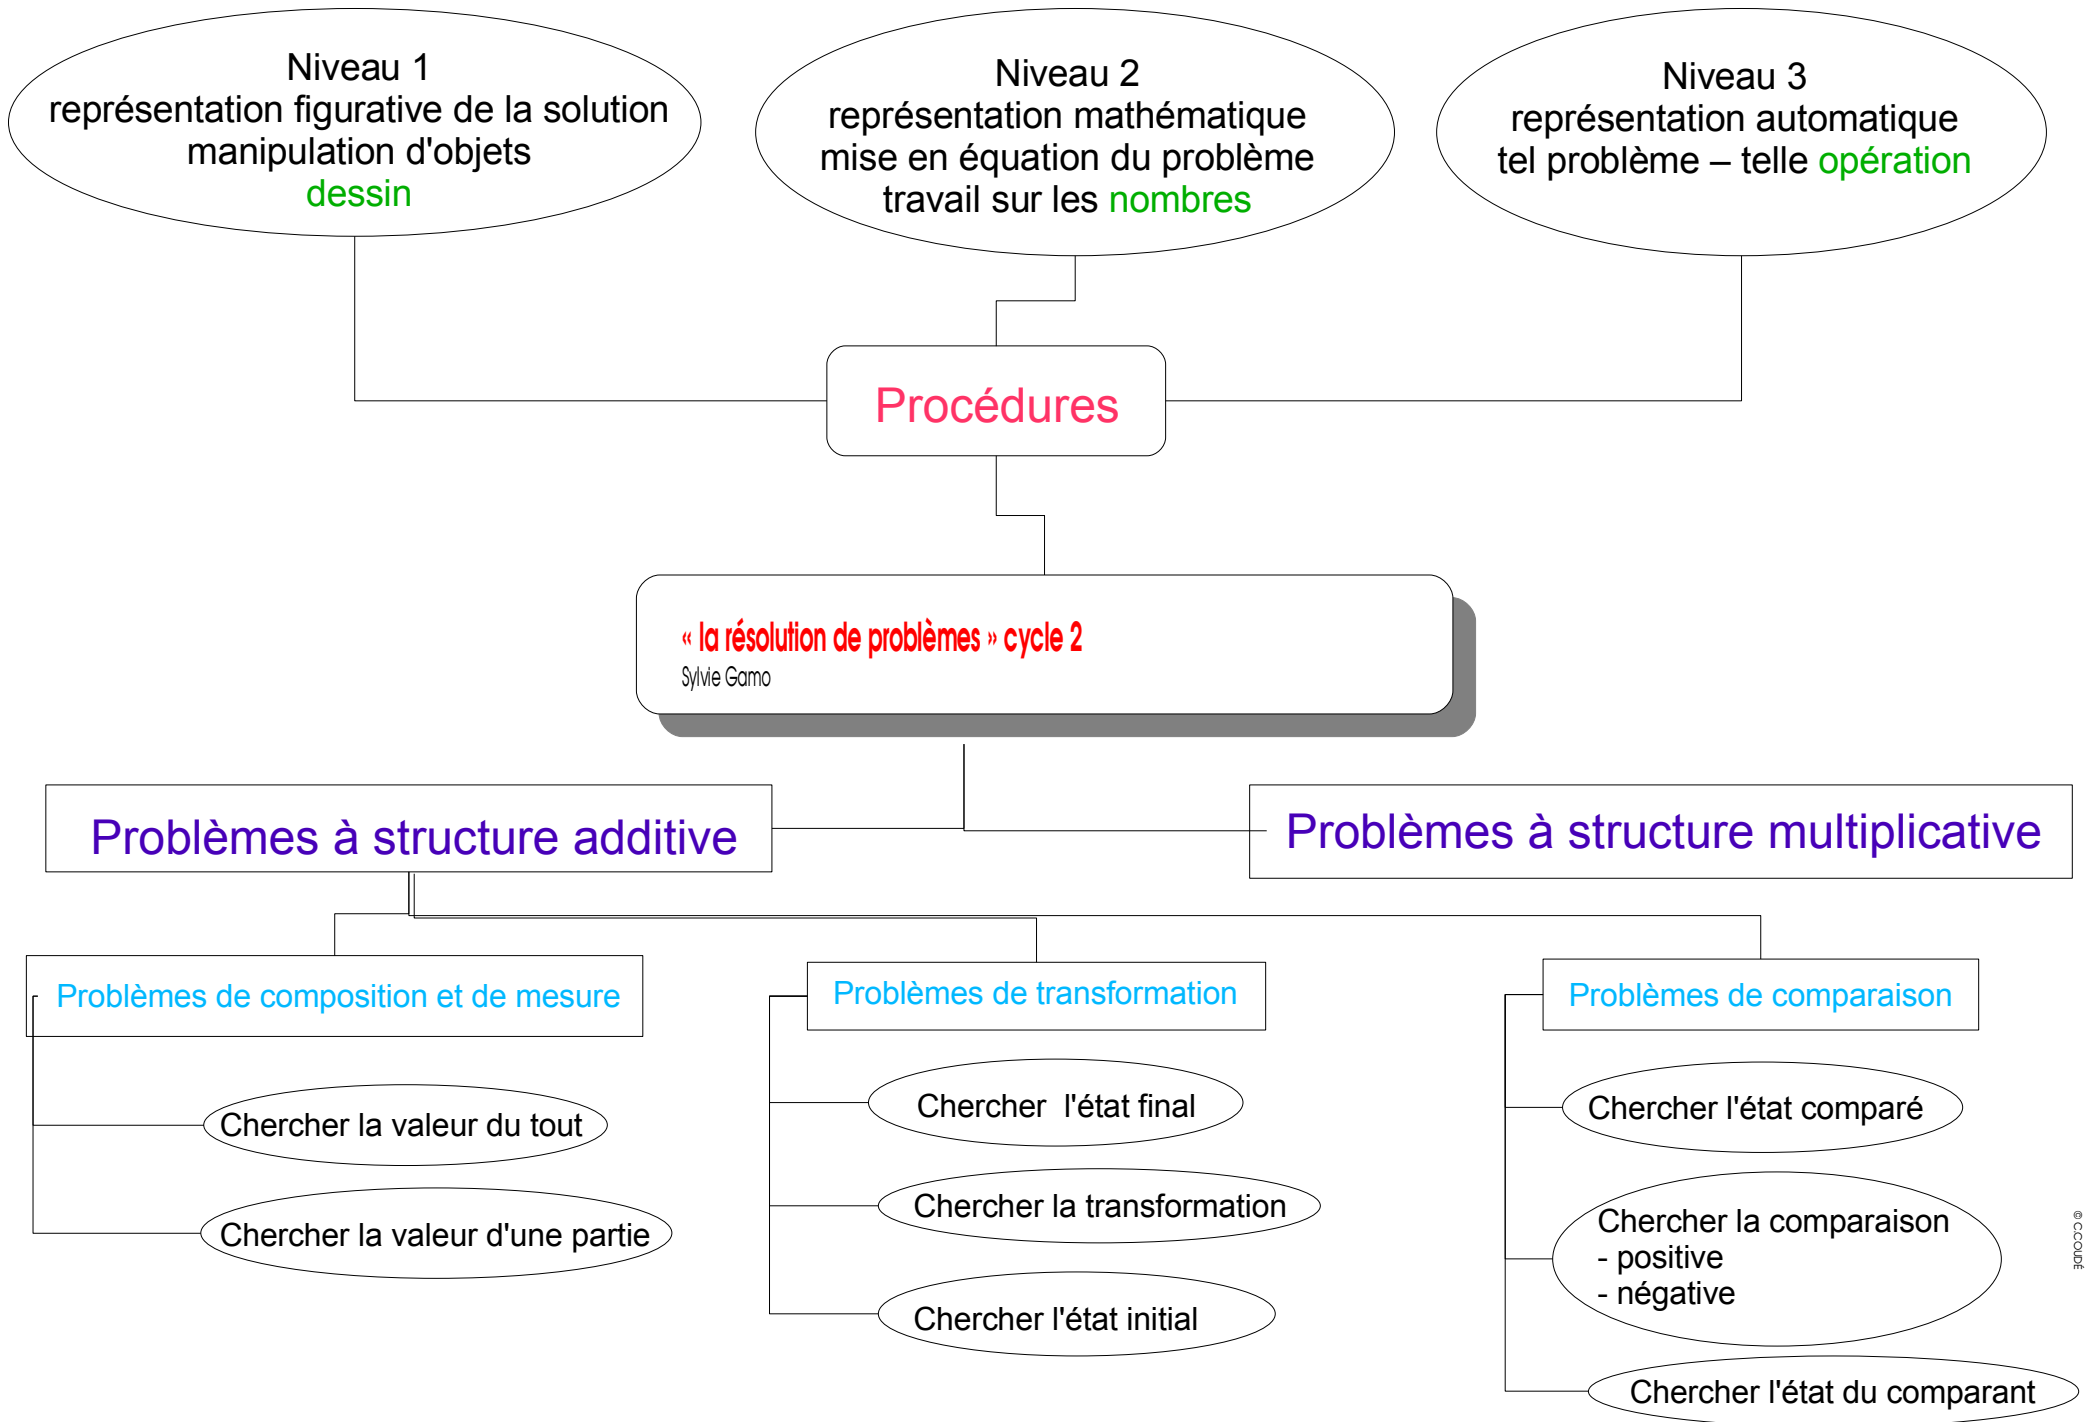 Niveau 1
représentation figurative de la solution
manipulation d'objets
dessin
Niveau 2
représentation mathématique
mise en équation du problème
travail sur les nombres
Niveau 3
représentation automatique
tel problème – telle opération
Procédures
« la résolution de problèmes » cycle 2
Sylvie Gamo
Problèmes à structure additive
Problèmes à structure multiplicative
Problèmes de composition et de mesure
Chercher la valeur du tout
Chercher la valeur d'une partie
Problèmes de transformation
Chercher l'état final
Chercher la transformation
Chercher l'état initial
Problèmes de comparaison
Chercher l'état comparé
Chercher la comparaison
- positive
- négative
Chercher l'état du comparant
© C.COUDÉ